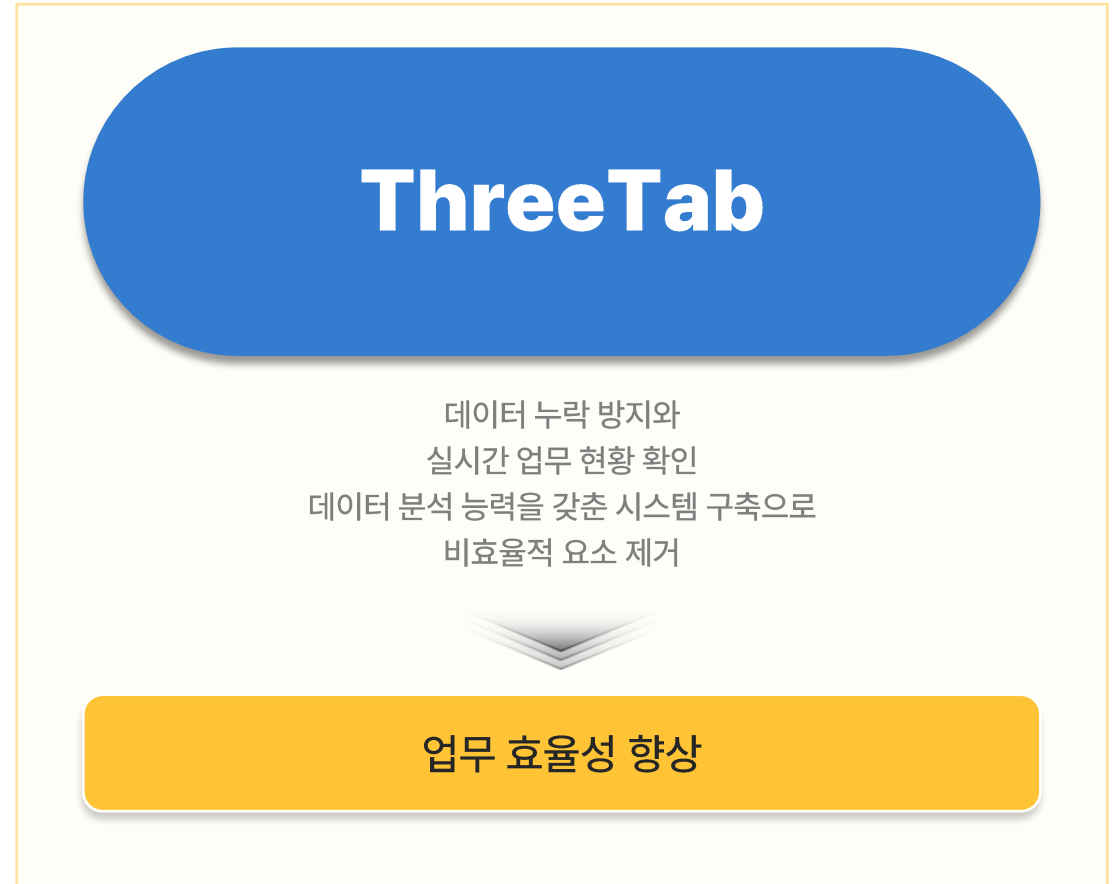 ThreeTab
데이터 누락 방지와
실시간 업무 현황 확인
데이터 분석 능력을 갖춘 시스템 구축으로
비효율적 요소 제거
업무 효율성 향상